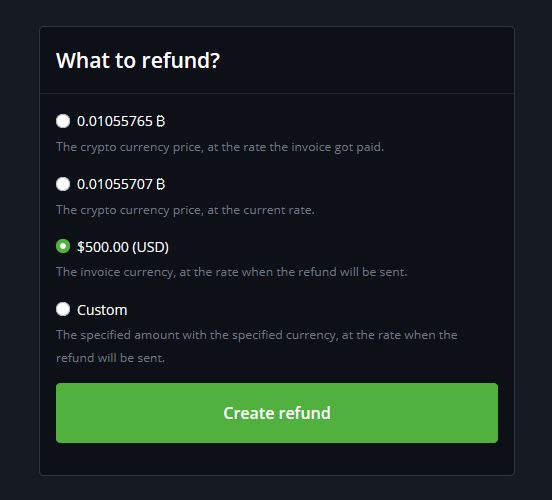 What to refund?
0.01055765 ₿
The crypto currency price, at the rate the invoice got paid.
0.01055707 ₿
The crypto currency price, at the current rate.
$500.00 (USD)
The invoice currency, at the rate when the refund will be sent.
Custom
The specified amount with the specified currency, at the rate when the
refund will be sent.
Create refund